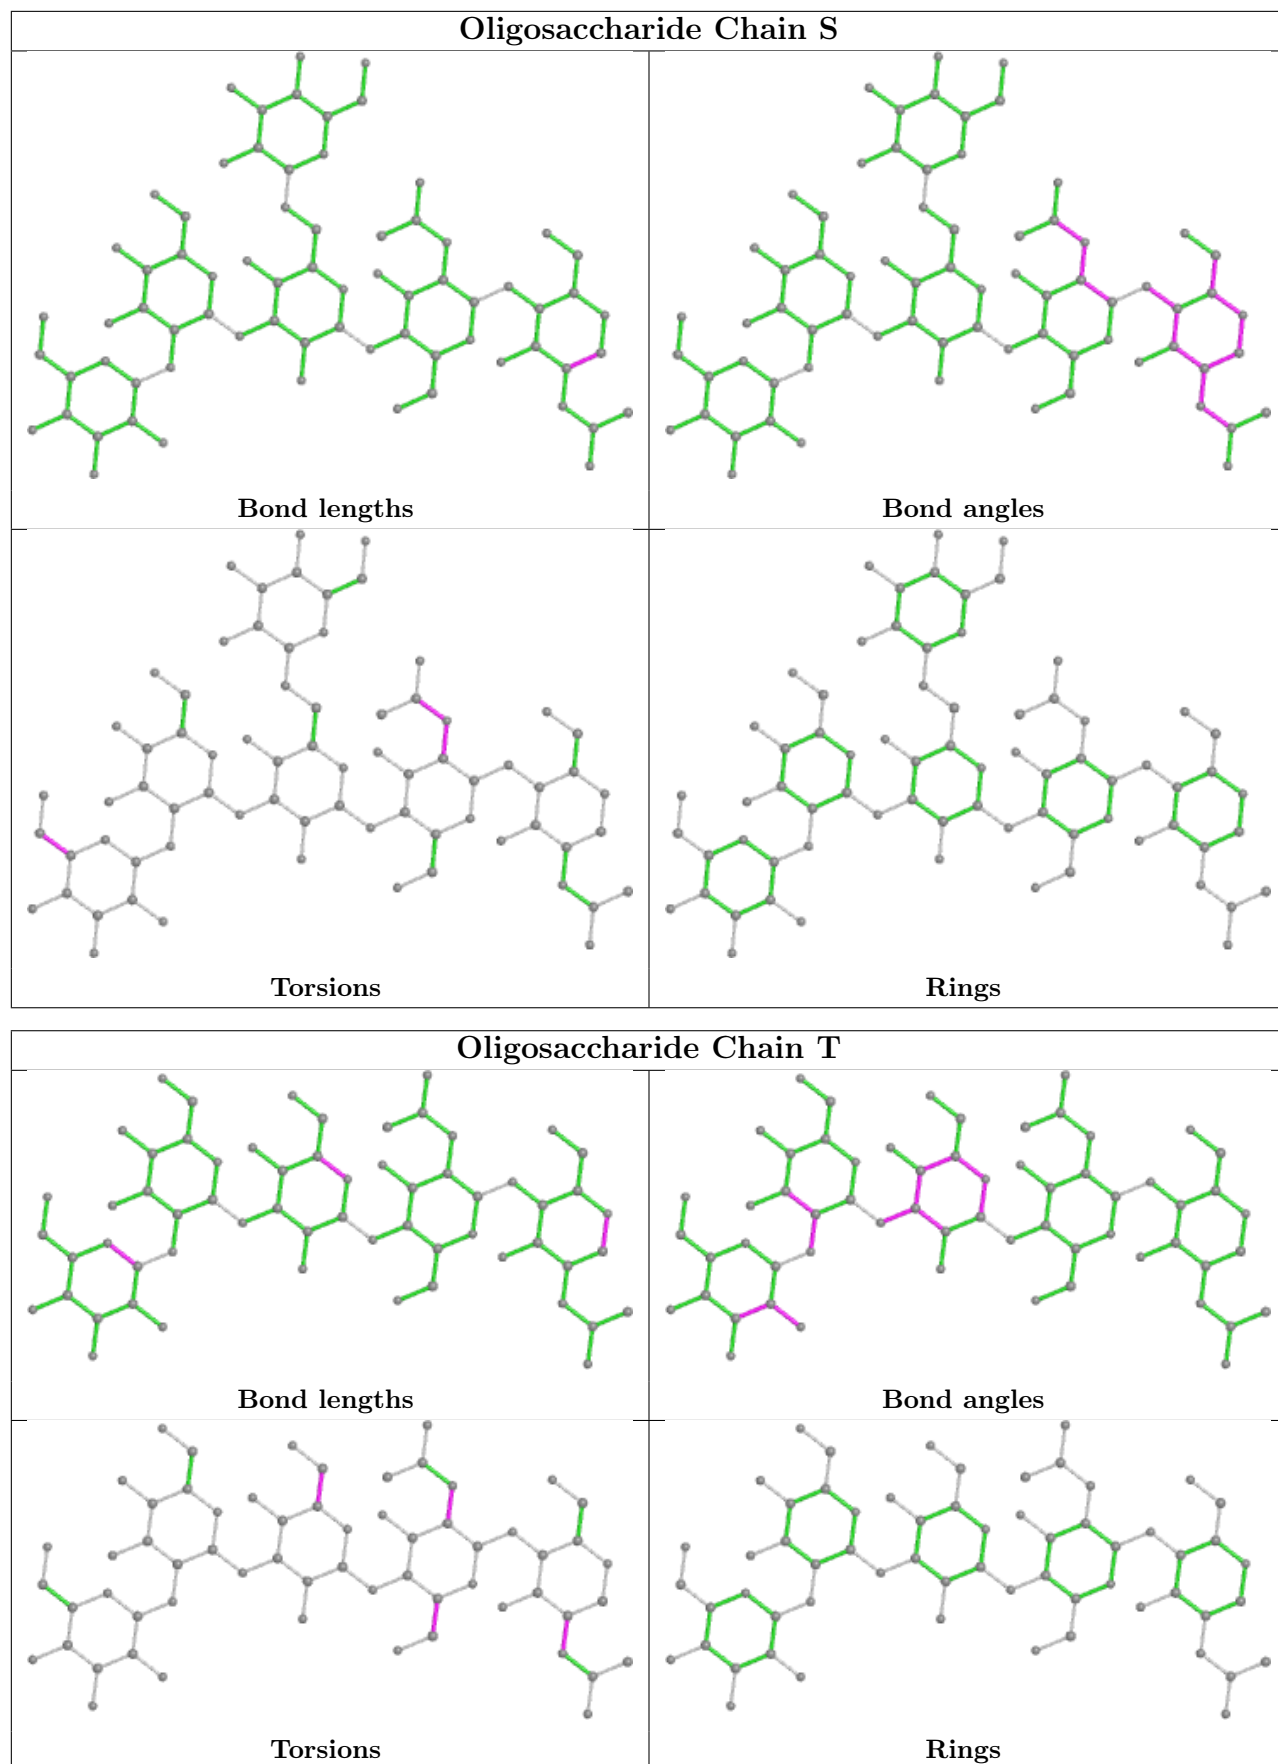 Oligosaccharide Chain S
Bond lengths
Bond angles
Torsions
Rings
Oligosaccharide Chain T
Bond lengths
Bond angles
Torsions
Rings